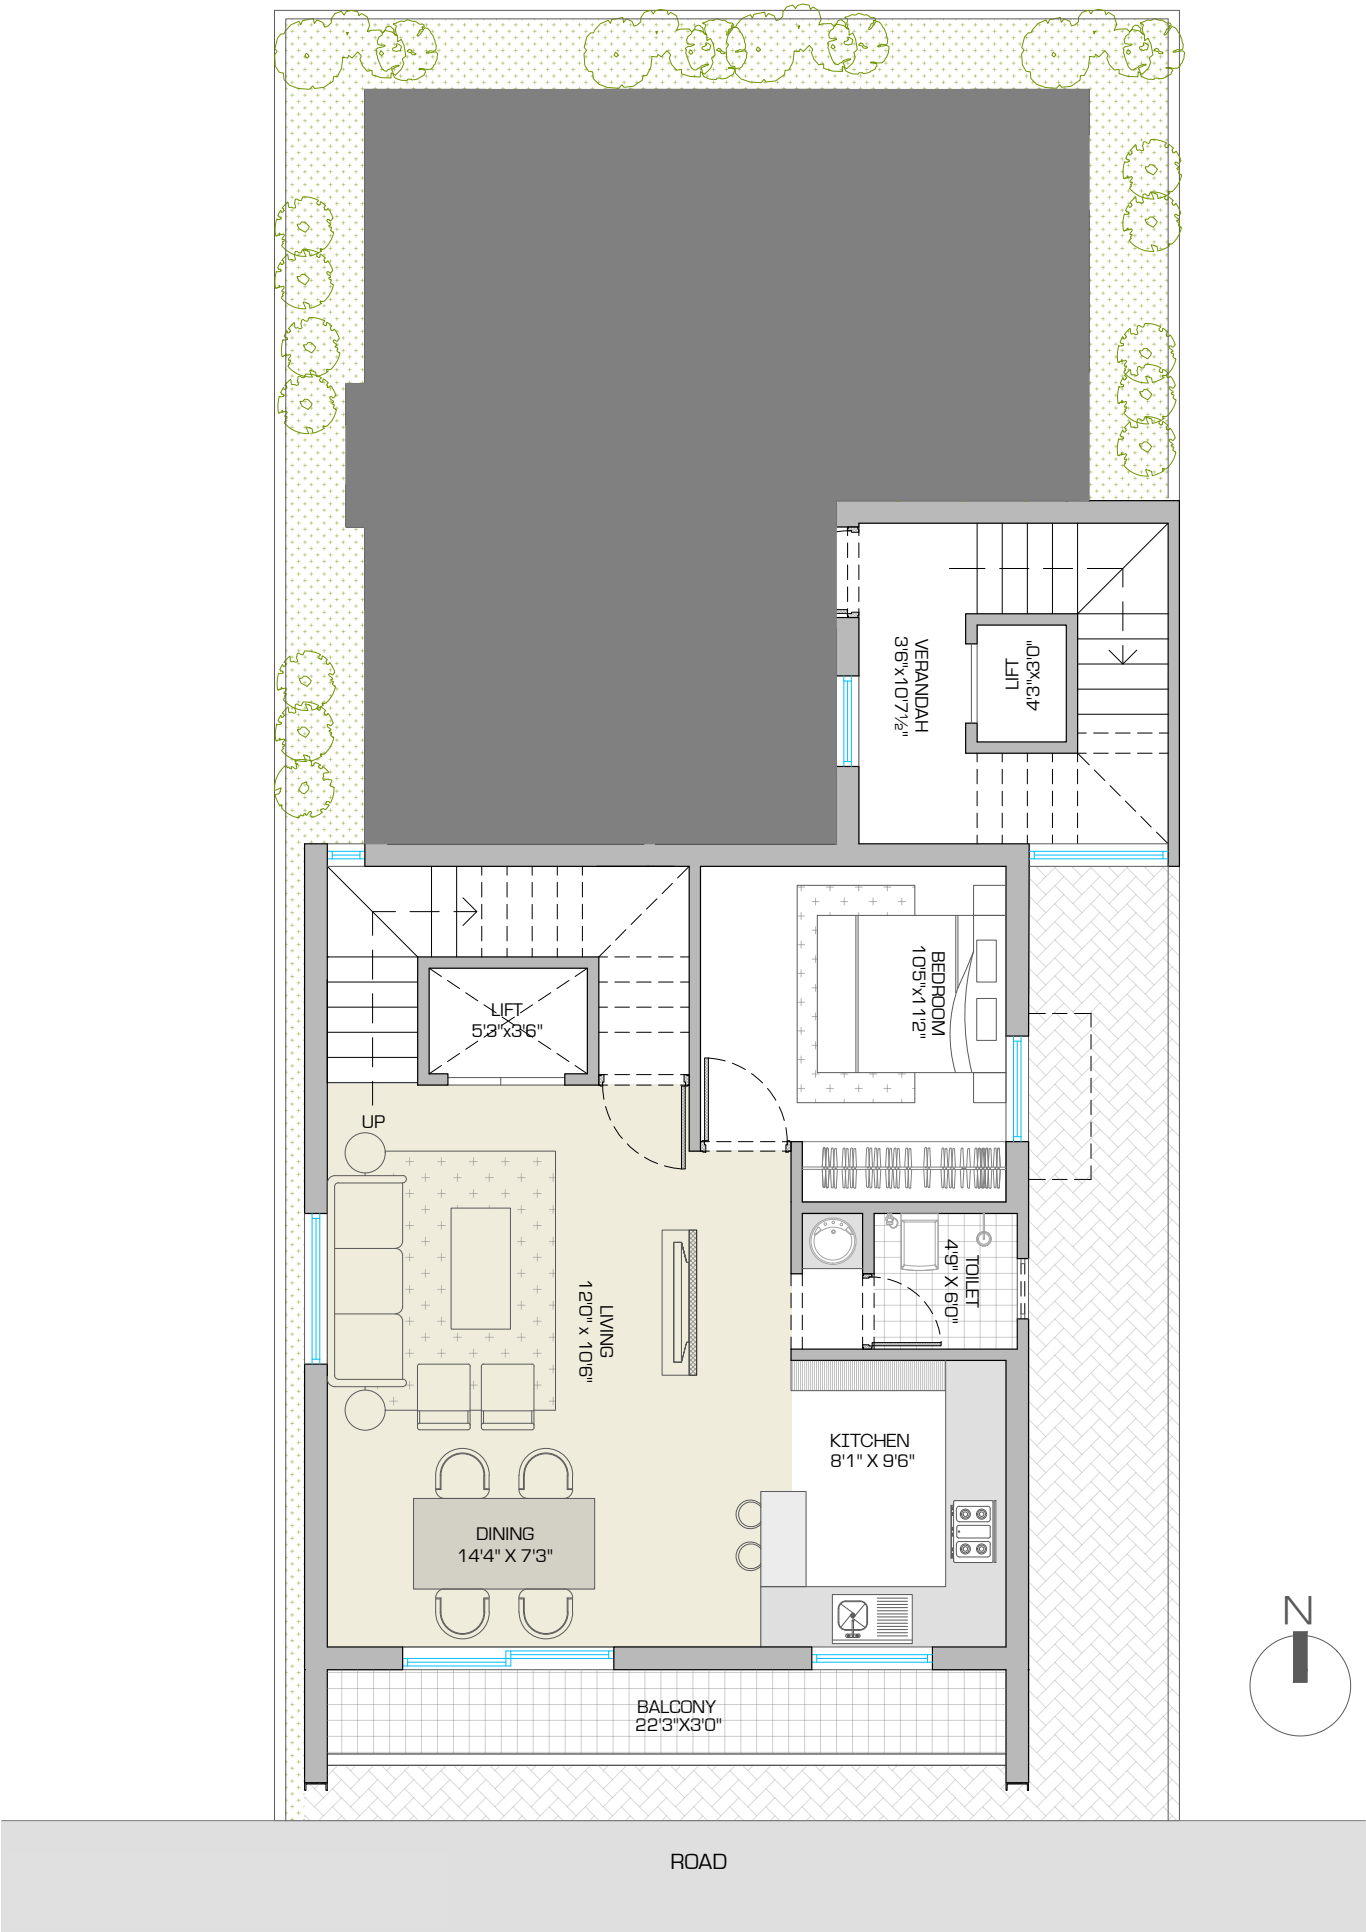 VERANDAH
3'6"x10'7½"
LIFT
4'3"x3'0"
BEDROOM
10'5"x11'2"
LIFT
5'3"x3'6"
UP
TOILET
4'9" X 6'0"
LIVING
12'0" x 10'6"
KITCHEN
8'1" X 9'6"
DINING
14'4" X 7'3"
N
BALCONY
22'3"X3'0"
ROAD